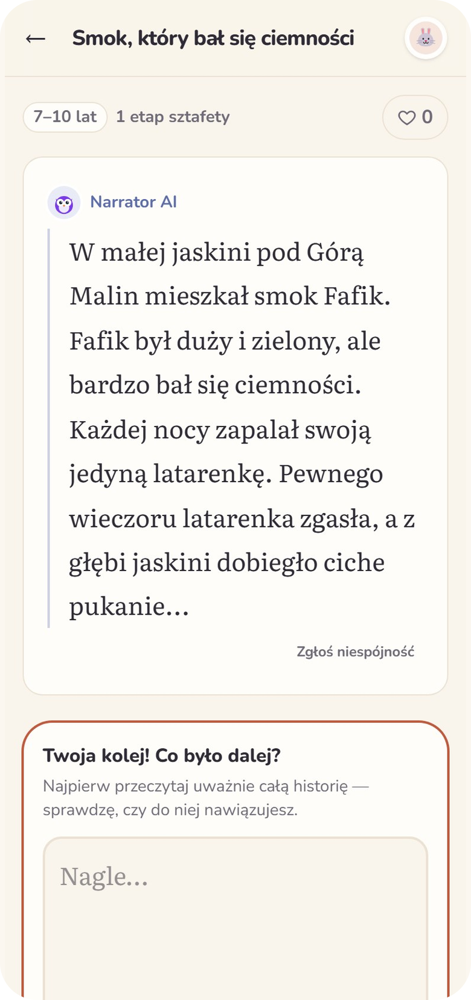 ← Smok, który bał się ciemności
7–10 lat 1 etap sztafety 0
Narrator AI
W małej jaskini pod Górą
Malin mieszkał smok Fafik.
Fafik był duży i zielony, ale
bardzo bał się ciemności.
Każdej nocy zapalał swoją
jedyną latarenkę. Pewnego
wieczoru latarenka zgasła, a z
głębi jaskini dobiegło ciche
pukanie...
Zgłoś niespójność
Twoja kolej! Co było dalej?
Najpierw przeczytaj uważnie całą historię —
sprawdzę, czy do niej nawiązujesz.
Nagle...